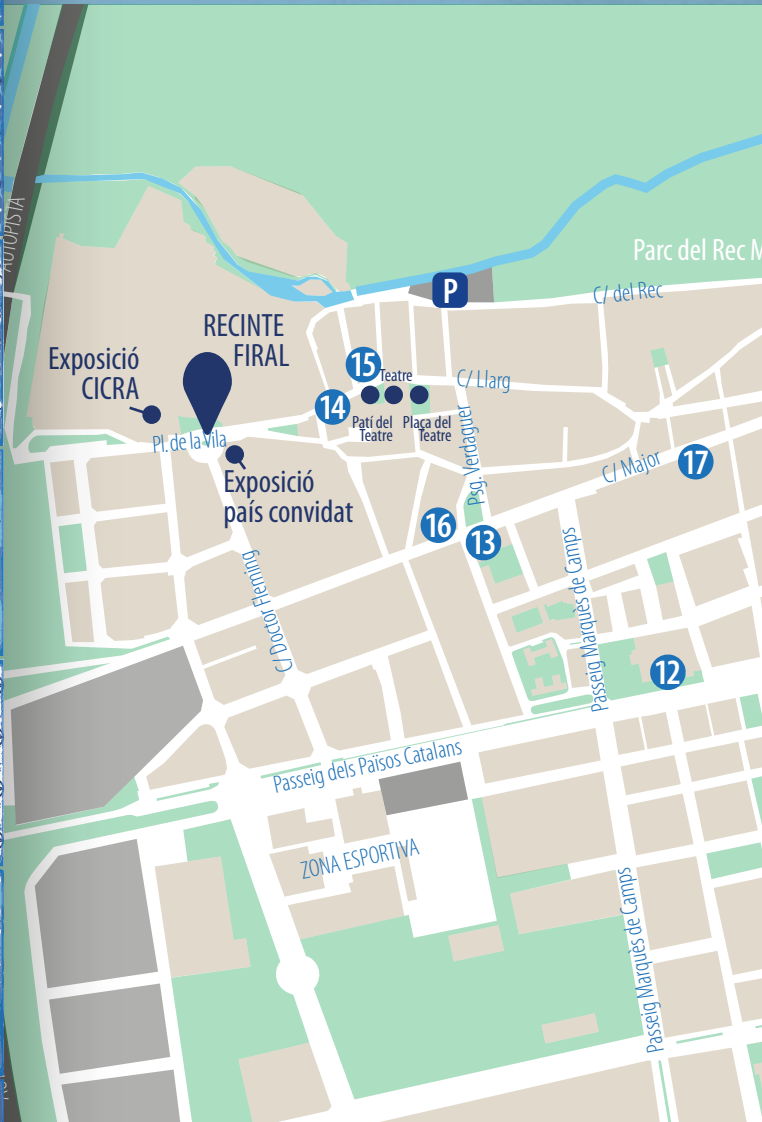 AUTOPISTA
Parc del Rec M
P
C/ del Rec
RECINTE
FIRAL
Exposició
CICRA
15
Teatre
C/ Llarg
14
Patí del
Teatre
Plaça del
Teatre
Pl. de la Vila
Psg. Verdaguer
Exposició
país convidat
C/ Major
17
16
13
Passeig Marquès de Camps
C/ Doctor Fleming
12
Passeig dels Països Catalans
ZONA ESPORTIVA
Passeig Marquès de Camps